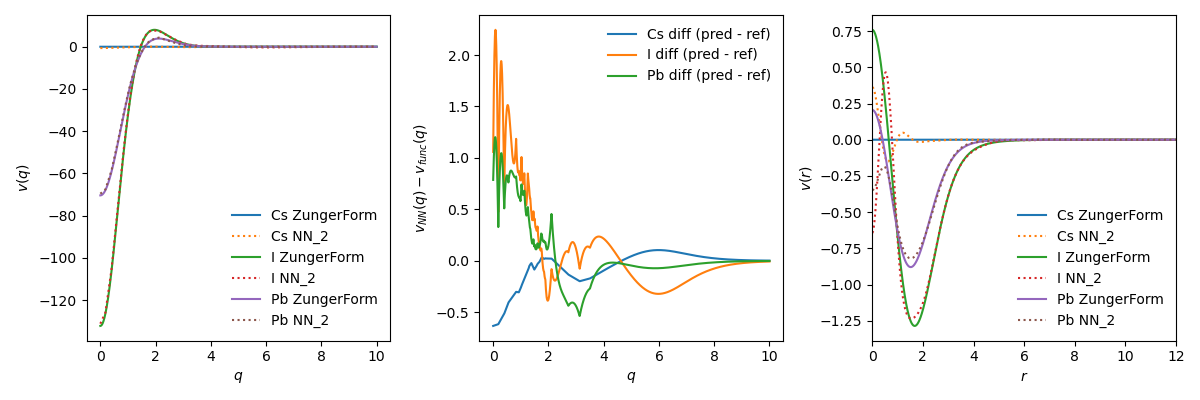 0
−20
−40
−60
−80
−100
−120
0
2
4
6
8
10
v(q)
q
Cs ZungerForm
Cs NN_2
I ZungerForm
I NN_2
Pb ZungerForm
Pb NN_2
2.0
1.5
1.0
0.5
0.0
−0.5
0
2
4
6
8
10
v_NN(q) − v_func(q)
q
Cs diff (pred - ref)
I diff (pred - ref)
Pb diff (pred - ref)
0.75
0.50
0.25
0.00
−0.25
−0.50
−0.75
−1.00
−1.25
0
2
4
6
8
10
12
v(r)
r
Cs ZungerForm
Cs NN_2
I ZungerForm
I NN_2
Pb ZungerForm
Pb NN_2